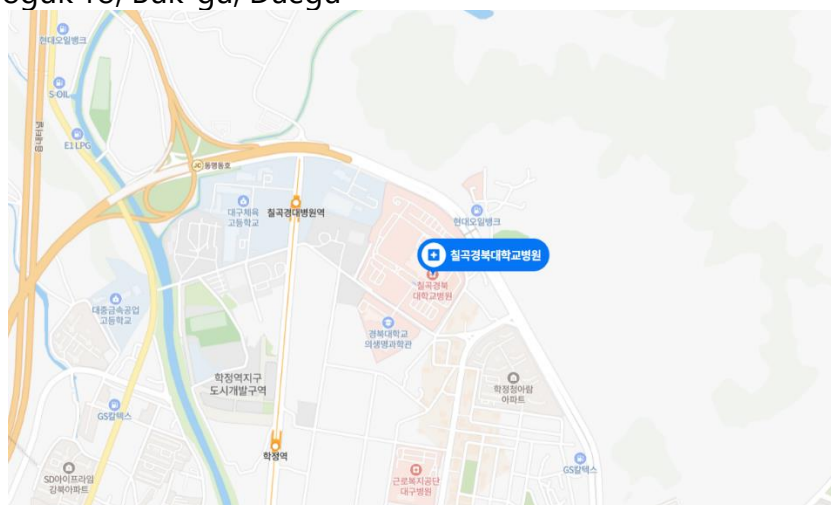 현대오일뱅크
S-OIL
E1 LPG
JC 동명동호
대구체육
고등학교
칠곡경대병원역
현대오일뱅크
칠곡경북대학교병원
칠곡경북
대학교병원
대중금속공업
고등학교
경북대학교
의생명과학관
학정역지구
도시개발구역
학정청아람
아파트
GS칼텍스
학정역
SD아이프라임
강북아파트
근로복지공단
대구병원
GS칼텍스